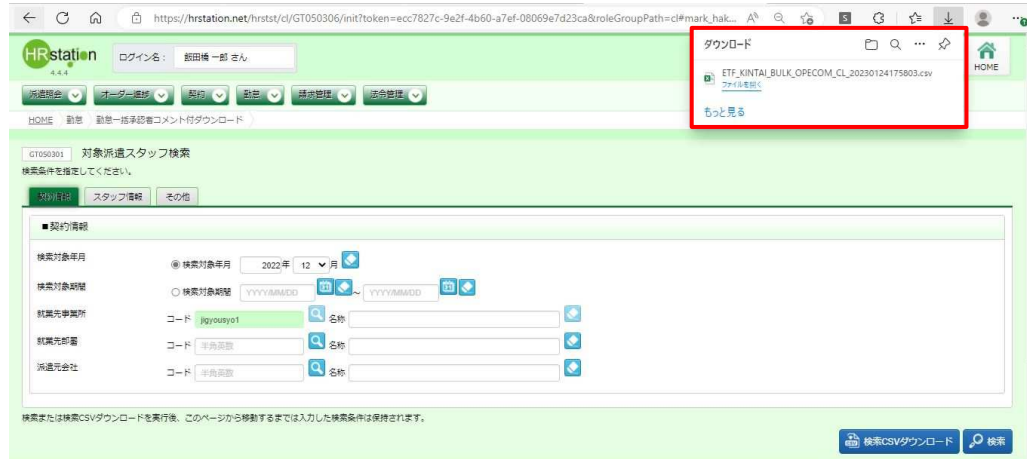 https://hrstation.net/hrstst/cl/GT050306/init?token=ecc7827c-9e2f-4b60-a7ef-08069e7d23ca&roleGroupPath=cl#mark_hak...
ダウンロード
ETF_KINTAI_BULK_OPECOM_CL_20230124175803.csv
ファイルを開く
もっと見る
HRstation
4.4.4
ログイン名： 飯田橋 一郎 さん
HOME
派遣照会 オーダー進捗 契約 勤怠 請求管理 法令管理
HOME 勤怠 勤怠一括承認者コメント付ダウンロード
GT050301 対象派遣スタッフ検索
検索条件を指定してください。
契約情報 スタッフ情報 その他
■契約情報
検索対象年月 検索対象年月 2022年 12 月
検索対象期間 検索対象期間 YYYY/MM/DD ～ YYYY/MM/DD
就業先事業所 コード jigyousyo1 名称
就業先部署 コード 半角英数 名称
派遣元会社 コード 半角英数 名称
検索または検索CSVダウンロードを実行後、このページから移動するまでは入力した検索条件は保持されます。
検索CSVダウンロード 検索